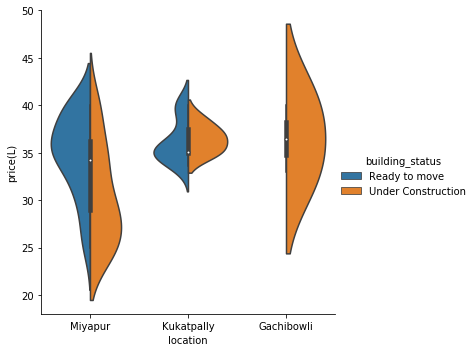 50
45
40
35
30
25
20
price(L)
Miyapur
Kukatpally
Gachibowli
location
building_status
Ready to move
Under Construction